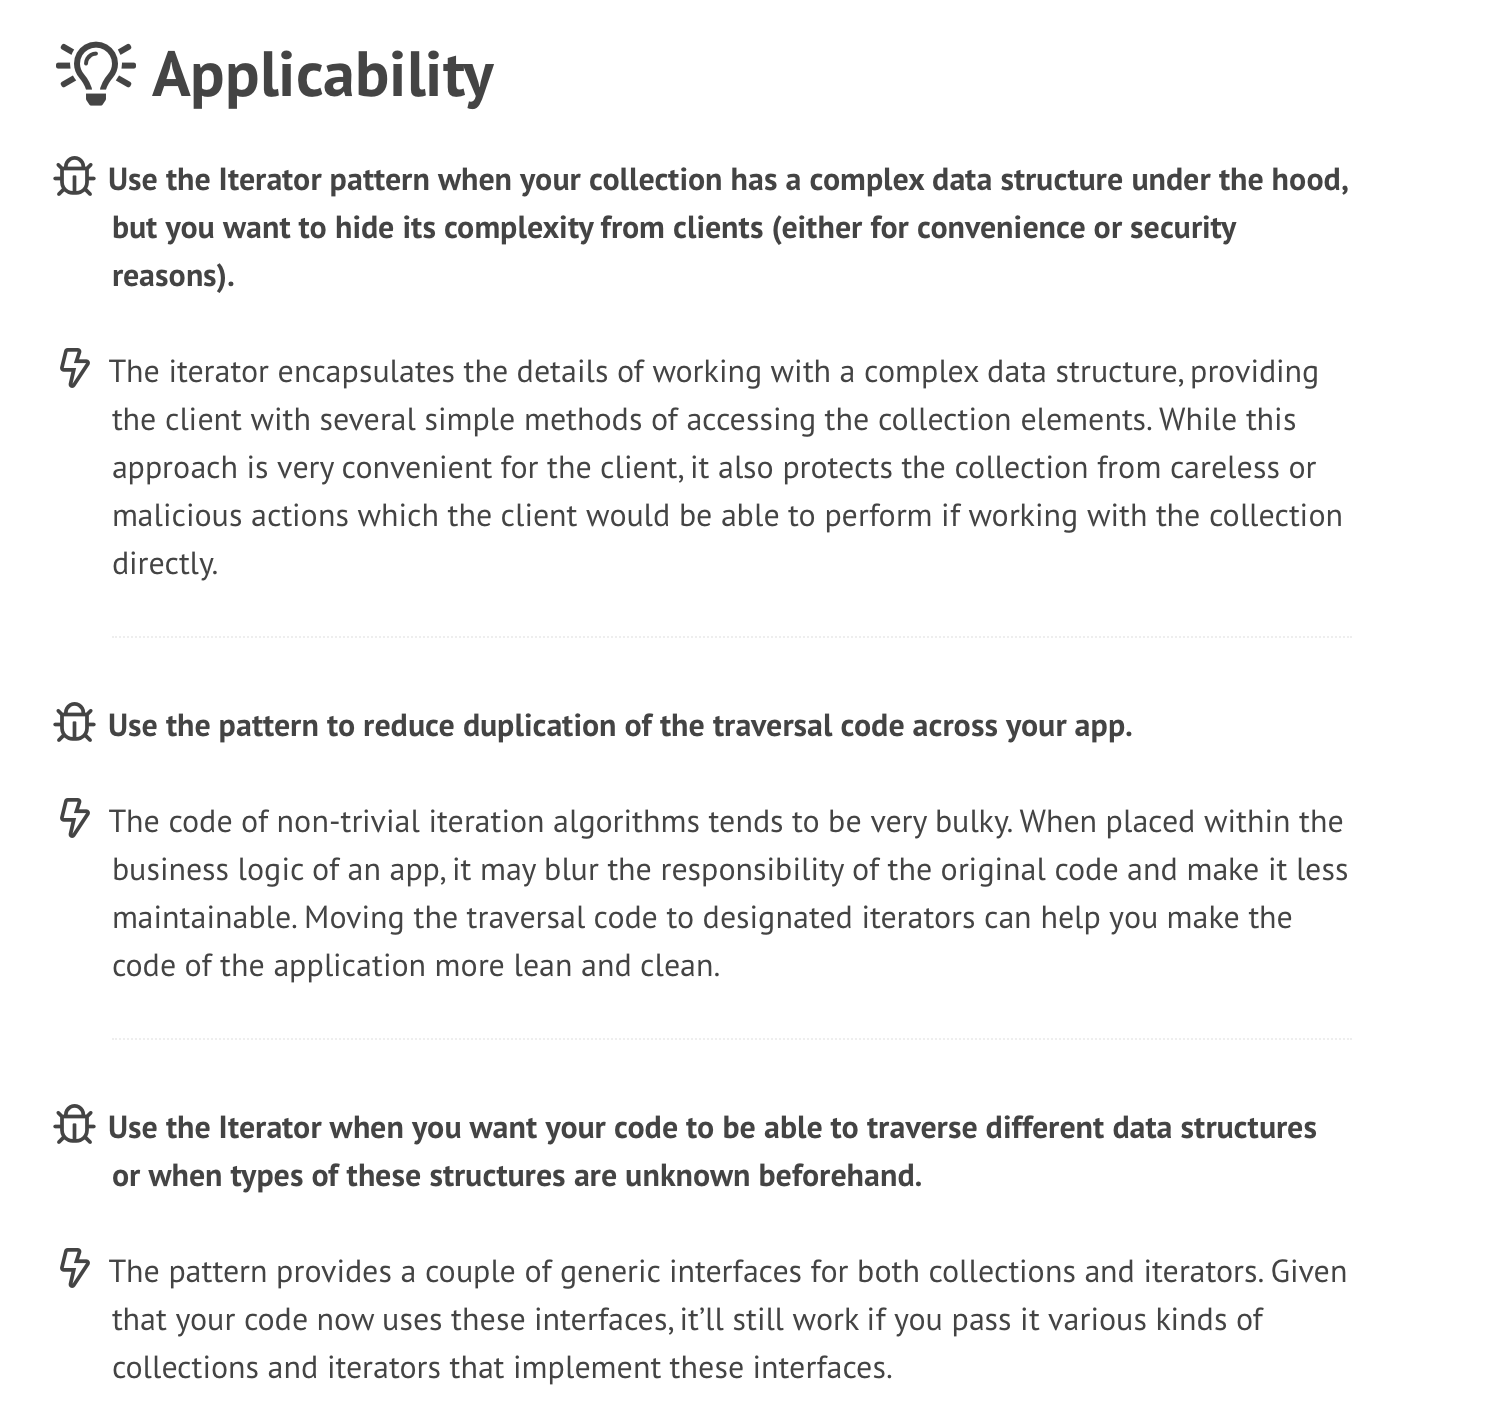 Applicability
Use the Iterator pattern when your collection has a complex data structure under the hood,
but you want to hide its complexity from clients (either for convenience or security
reasons).
The iterator encapsulates the details of working with a complex data structure, providing
the client with several simple methods of accessing the collection elements. While this
approach is very convenient for the client, it also protects the collection from careless or
malicious actions which the client would be able to perform if working with the collection
directly.
Use the pattern to reduce duplication of the traversal code across your app.
The code of non-trivial iteration algorithms tends to be very bulky. When placed within the
business logic of an app, it may blur the responsibility of the original code and make it less
maintainable. Moving the traversal code to designated iterators can help you make the
code of the application more lean and clean.
Use the Iterator when you want your code to be able to traverse different data structures
or when types of these structures are unknown beforehand.
The pattern provides a couple of generic interfaces for both collections and iterators. Given
that your code now uses these interfaces, it’ll still work if you pass it various kinds of
collections and iterators that implement these interfaces.